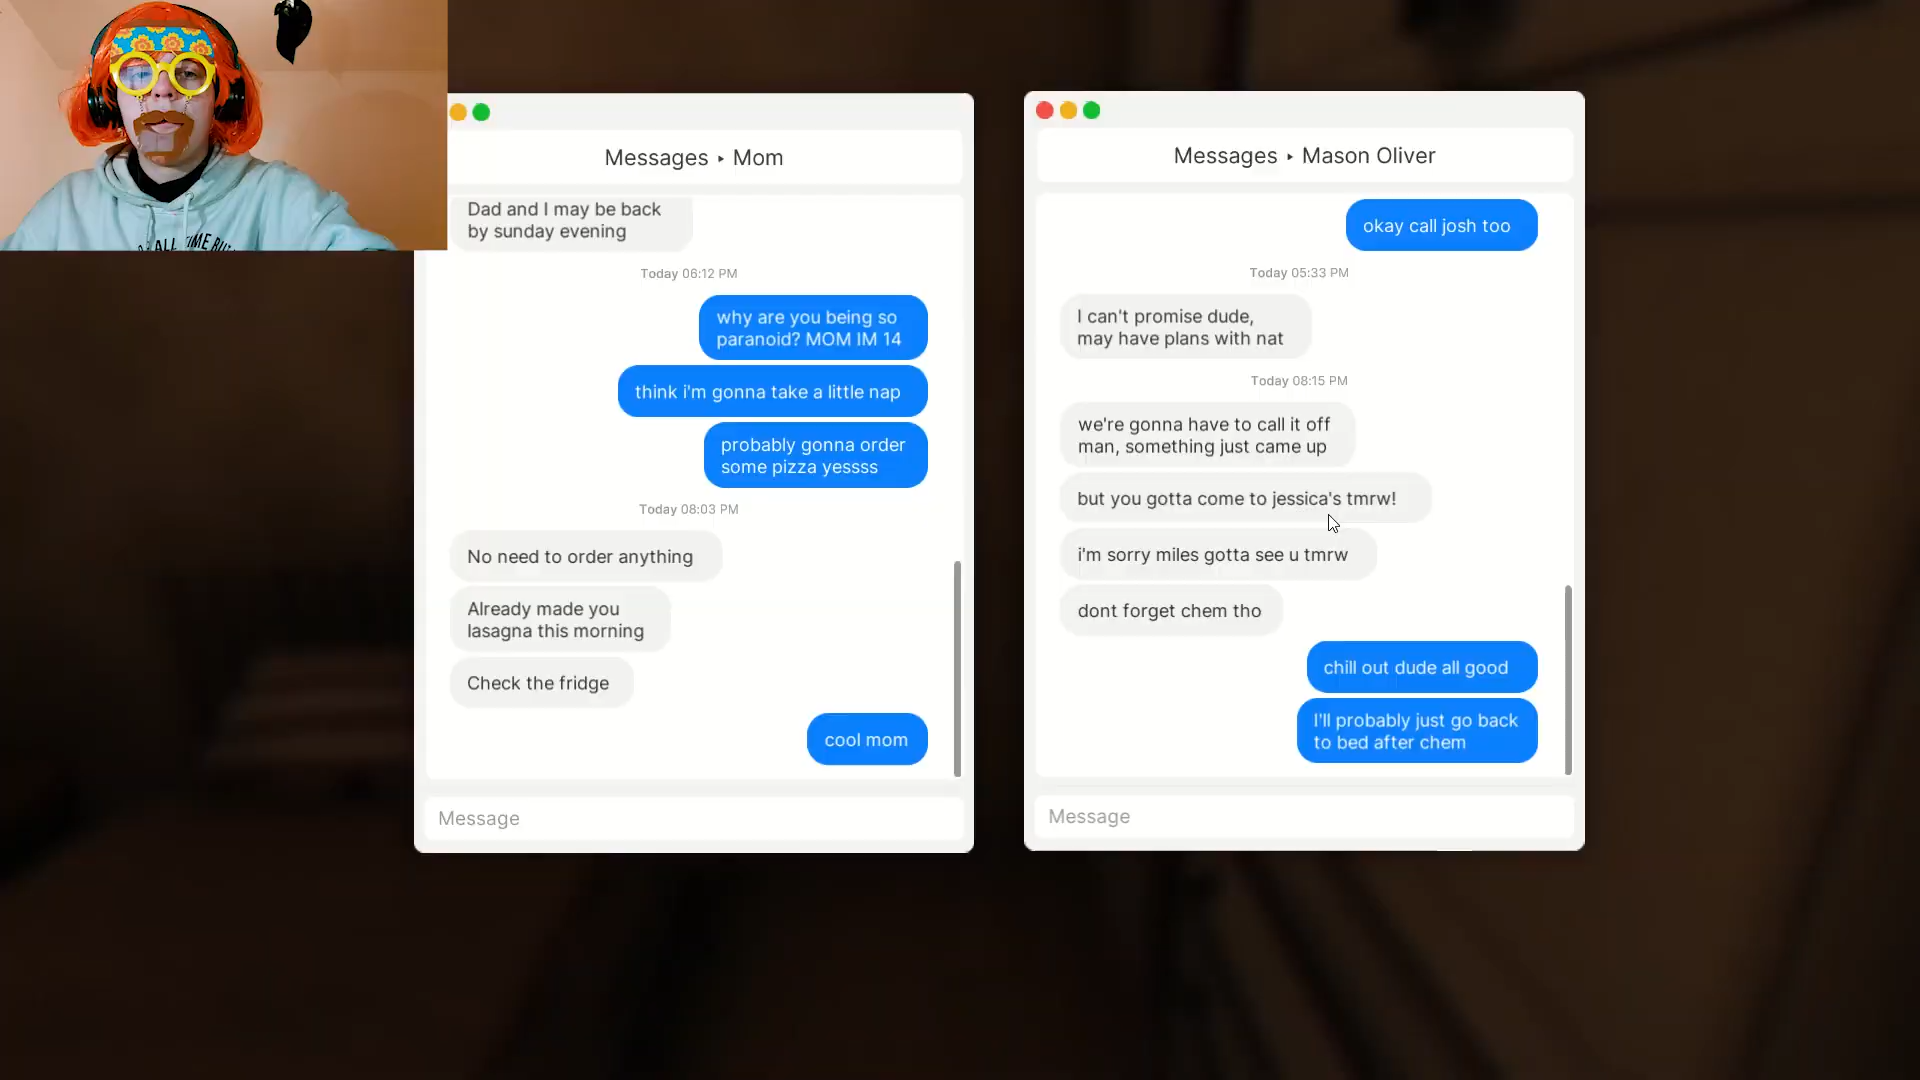 ALL TIME BU
Messages ▸ Mom
Dad and I may be back
by sunday evening
Today 06:12 PM
why are you being so
paranoid? MOM IM 14
think i'm gonna take a little nap
probably gonna order
some pizza yessss
Today 08:03 PM
No need to order anything
Already made you
lasagna this morning
Check the fridge
cool mom
Message
Messages ▸ Mason Oliver
okay call josh too
Today 05:33 PM
I can't promise dude,
may have plans with nat
Today 08:15 PM
we're gonna have to call it off
man, something just came up
but you gotta come to jessica's tmrw!
i'm sorry miles gotta see u tmrw
dont forget chem tho
chill out dude all good
I'll probably just go back
to bed after chem
Message